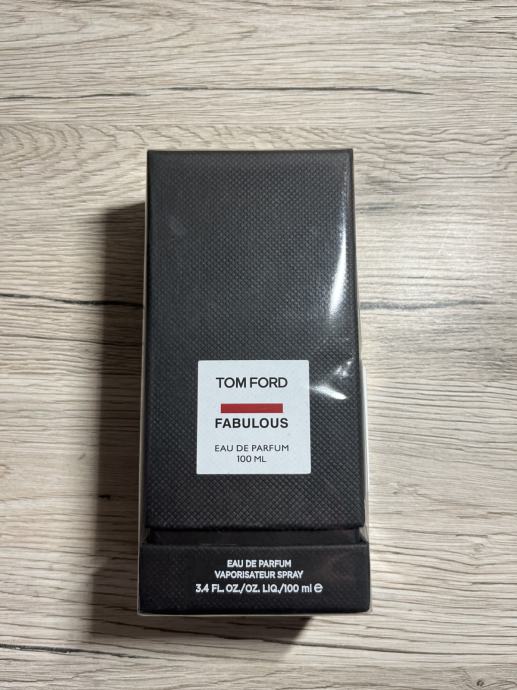 TOM FORD
FABULOUS
EAU DE PARFUM
100 ML
EAU DE PARFUM
VAPORISATEUR SPRAY
3.4 FL. OZ./OZ. LIQ./100 ml ℮